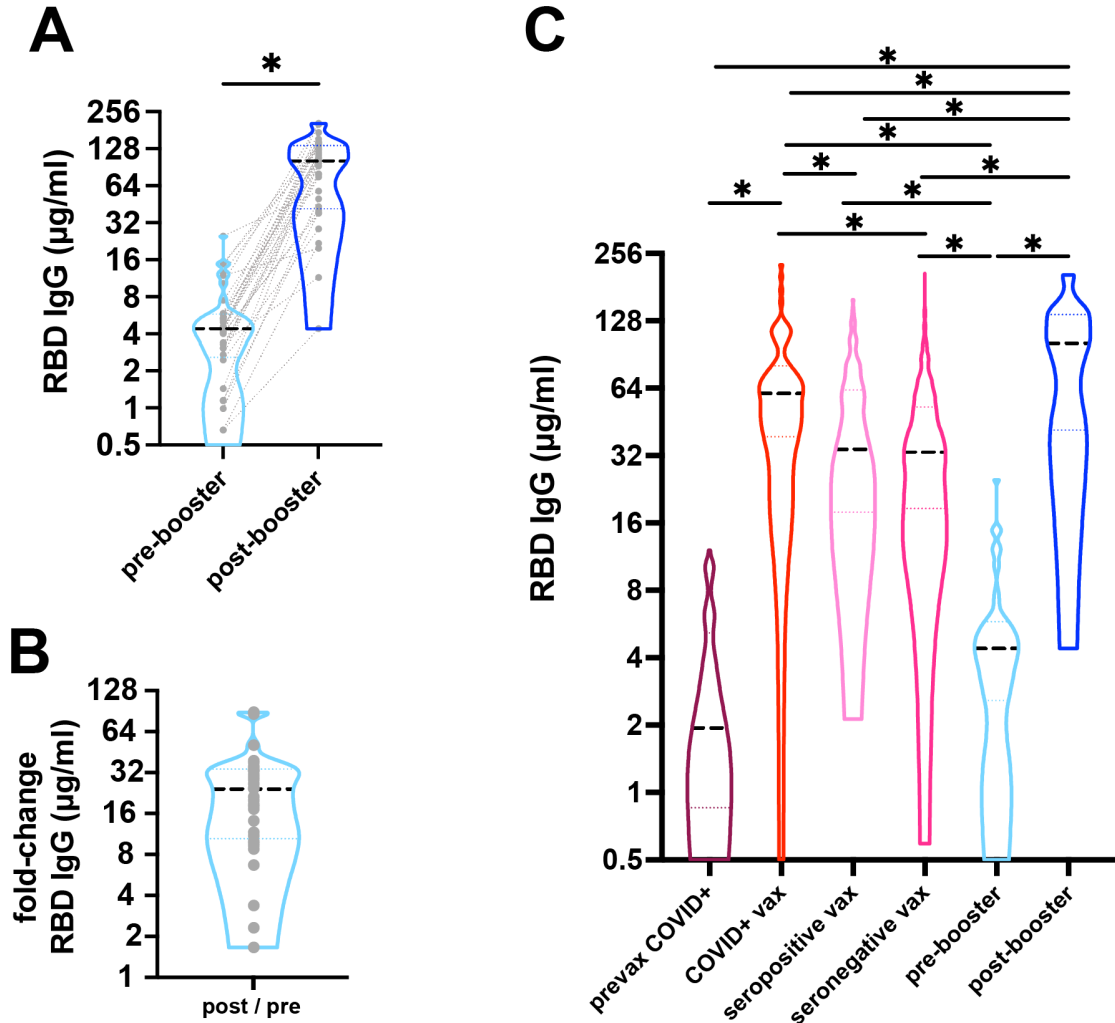 A
*
256
128
64
32
16
8
4
2
1
0.5
RBD IgG (µg/ml)
pre-booster
post-booster
B
128
64
32
16
8
4
2
1
fold-change
RBD IgG (µg/ml)
post / pre
C
*
*
*
*
*
*
*
*
*
*
*
256
128
64
32
16
8
4
2
1
0.5
RBD IgG (µg/ml)
prevax COVID+
COVID+ vax
seropositive vax
seronegative vax
pre-booster
post-booster